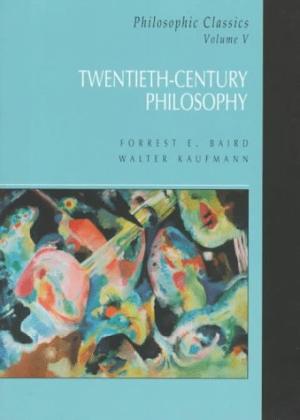 Philosophic Classics
Volume V
TWENTIETH-CENTURY
PHILOSOPHY
FORREST E. BAIRD
WALTER KAUFMANN